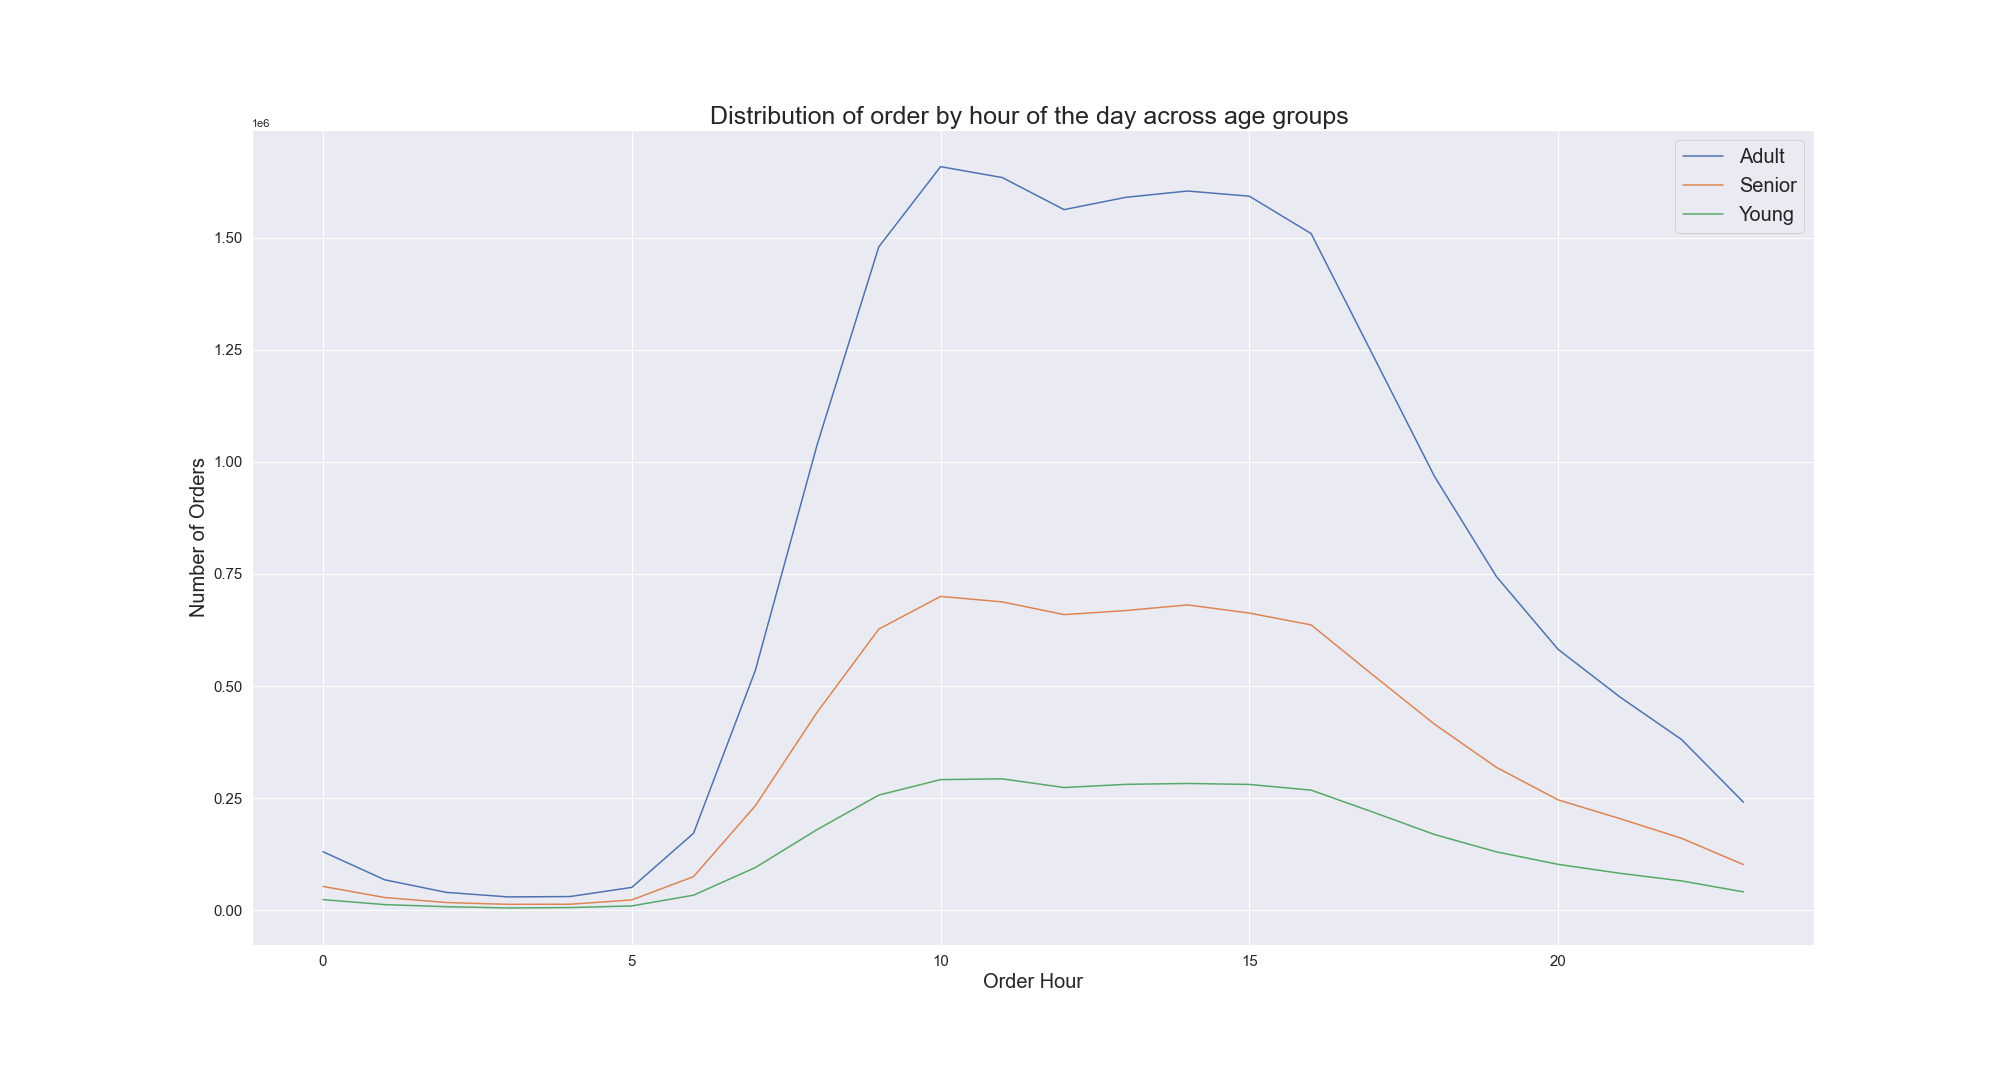 Distribution of order by hour of the day across age groups
1e6
Adult
Senior
Young
1.50
1.25
1.00
0.75
0.50
0.25
0.00
Number of Orders
0 5 10 15 20
Order Hour